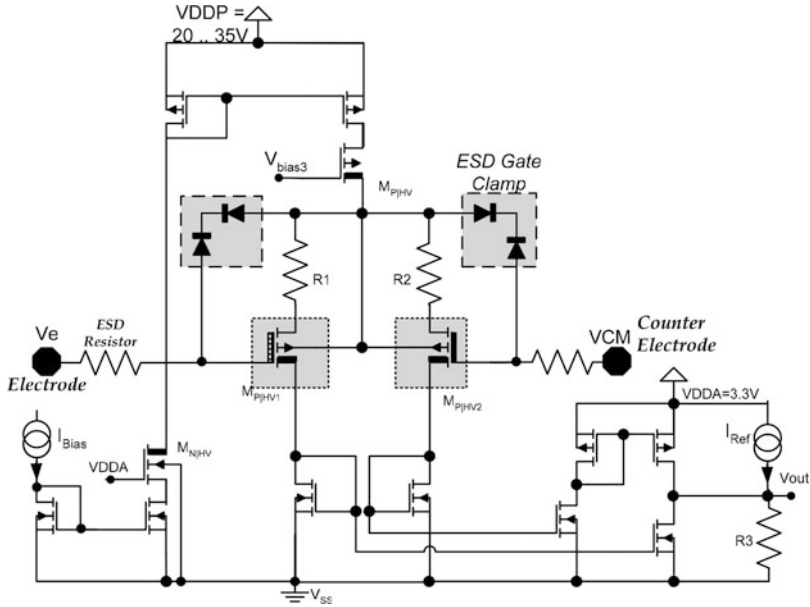 VDDP =
20 .. 35V
Vbias3
ESD Gate
Clamp
MP|HV
R1
R2
Ve
ESD
Resistor
Electrode
VCM
Counter
Electrode
MP|HV1
MP|HV2
IBias
MN|HV
VDDA
VDDA=3.3V
IRef
Vout
R3
VSS